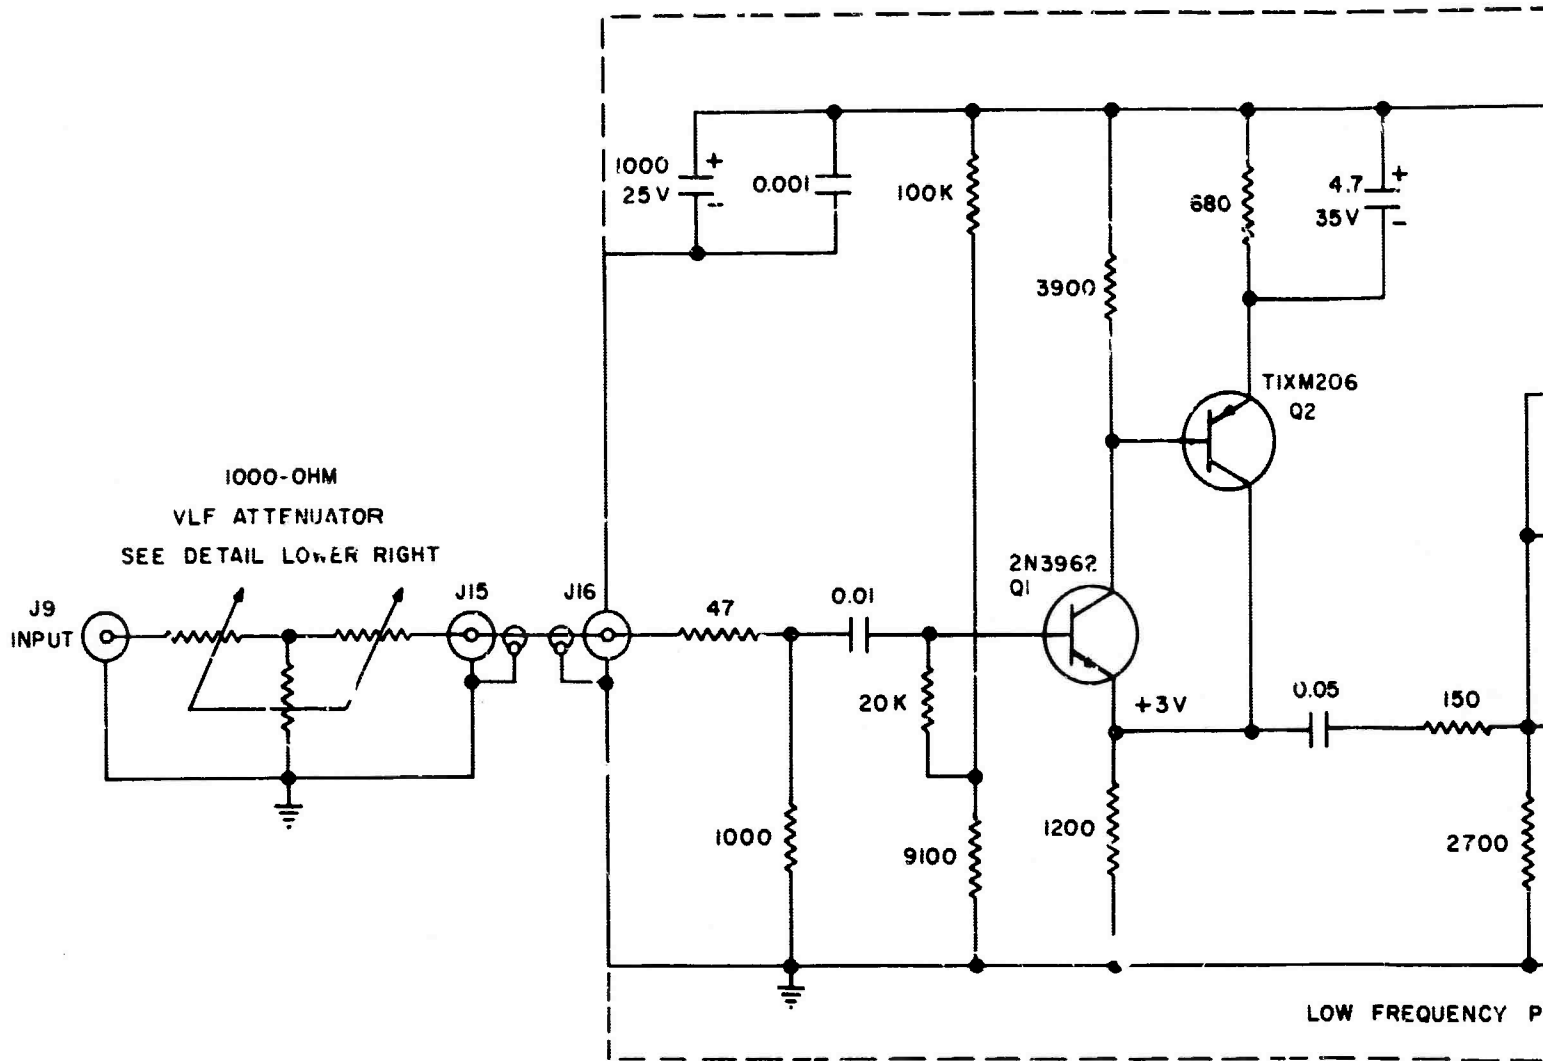 1000
25V
+
-
0.001
100K
680
4.7
35V
+
-
3900
TIXM206
Q2
1000-OHM
VLF ATTENUATOR
SEE DETAIL LOWER RIGHT
2N3962
Q1
J9
INPUT
J15
J16
47
0.01
20K
+3V
0.05
150
1000
9100
1200
2700
LOW FREQUENCY P